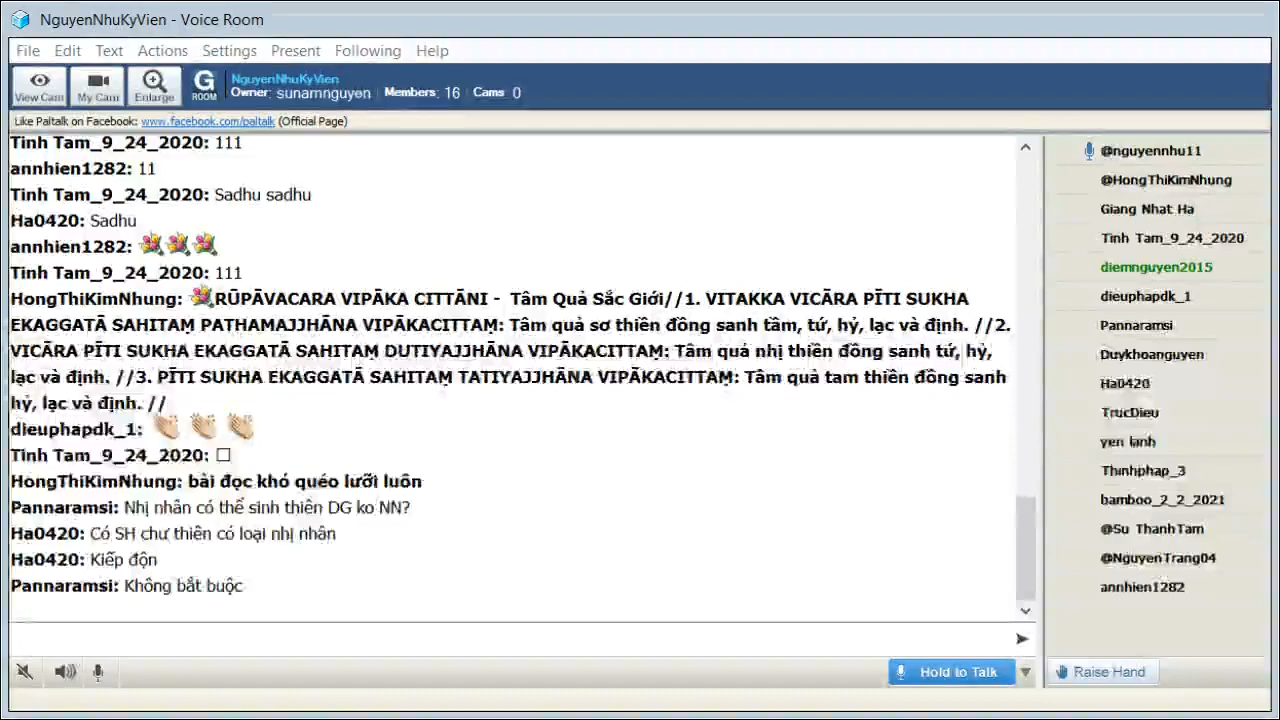 NguyenNhuKyVien - Voice Room
File Edit Text Actions Settings Present Following Help
View Cam My Cam Enlarge G ROOM
NguyenNhuKyVien
Owner: sunamnguyen Members: 16 Cams 0
Like Paltalk on Facebook: www.facebook.com/paltalk (Official Page)
Tinh Tam_9_24_2020: 111
annhien1282: 11
Tinh Tam_9_24_2020: Sadhu sadhu
Ha0420: Sadhu
annhien1282:
Tinh Tam_9_24_2020: 111
HongThiKimNhung: RŪPĀVACARA VIPĀKA CITTĀNI - Tâm Quả Sắc Giới//1. VITAKKA VICĀRA PĪTI SUKHA
EKAGGATĀ SAHITAṂ PATHAMAJJHĀNA VIPĀKACITTAṂ: Tâm quả sơ thiền đồng sanh tầm, tứ, hỷ, lạc và định. //2.
VICĀRA PĪTI SUKHA EKAGGATĀ SAHITAṂ DUTIYAJJHĀNA VIPĀKACITTAṂ: Tâm quả nhị thiền đồng sanh tứ, hỷ,
lạc và định. //3. PĪTI SUKHA EKAGGATĀ SAHITAṂ TATIYAJJHĀNA VIPĀKACITTAṂ: Tâm quả tam thiền đồng sanh
hỷ, lạc và định. //
dieuphapdk_1:
Tinh Tam_9_24_2020: □
HongThiKimNhung: bài đọc khó quéo lưỡi luôn
Pannaramsi: Nhị nhân có thể sinh thiên DG ko NN?
Ha0420: Có SH chư thiên có loại nhị nhân
Ha0420: Kiếp độn
Pannaramsi: Không bắt buộc
Hold to Talk
@nguyennhu11
@HongThiKimNhung
Giang Nhat Ha
Tinh Tam_9_24_2020
diemnguyen2015
dieuphapdk_1
Pannaramsi
Duykhoanguyen
Ha0420
TrucDieu
yen lanh
Thinhphap_3
bamboo_2_2_2021
@Su ThanhTam
@NguyenTrang04
annhien1282
Raise Hand